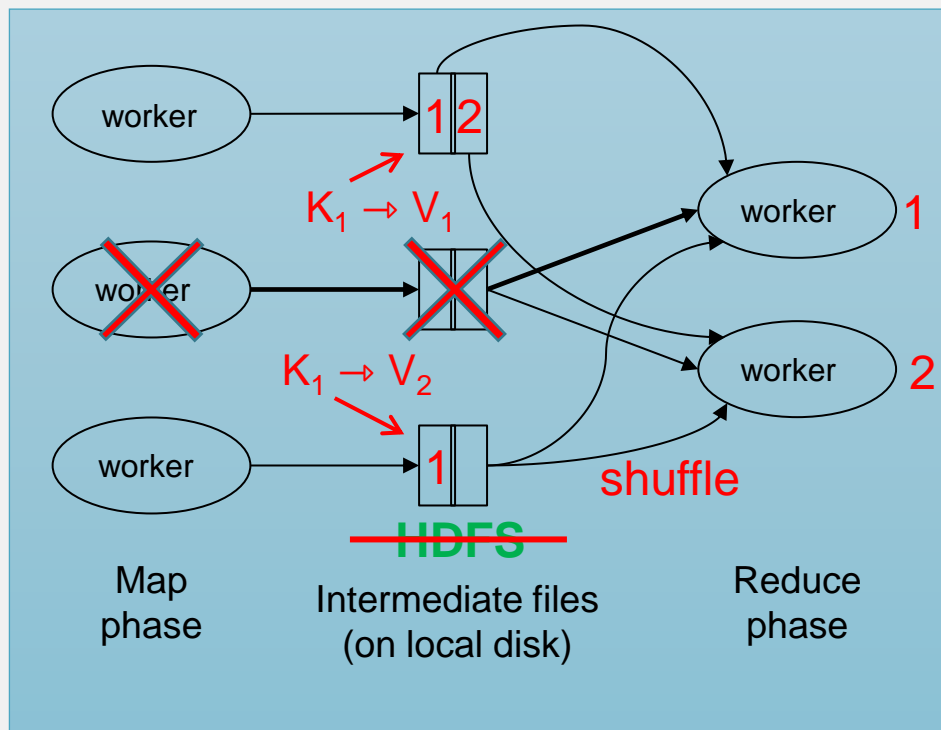 worker
1 2
K₁ → V₁
worker
1
worker
K₁ → V₂
worker
2
worker
1
shuffle
HDFS
Map
phase
Intermediate files
(on local disk)
Reduce
phase